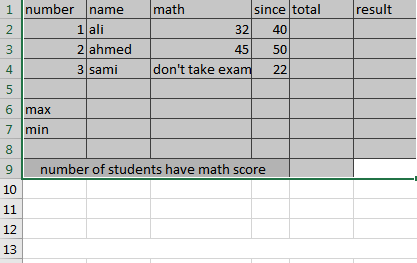 1 number name math since total result
2 1 ali 32 40
3 2 ahmed 45 50
4 3 sami don't take exam 22
5
6 max
7 min
8
9 number of students have math score
10
11
12
13